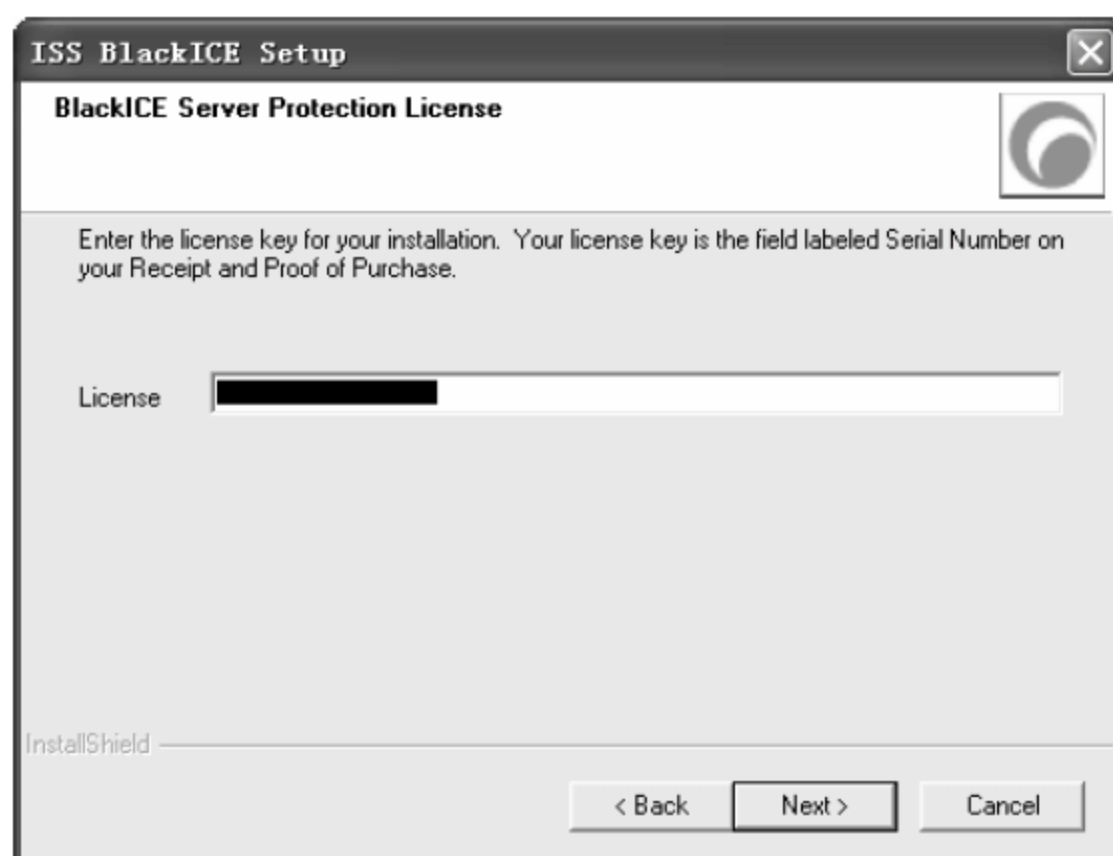 ISS BlackICE Setup
BlackICE Server Protection License
Enter the license key for your installation.  Your license key is the field labeled Serial Number on
your Receipt and Proof of Purchase.
License
InstallShield
< Back
Next >
Cancel